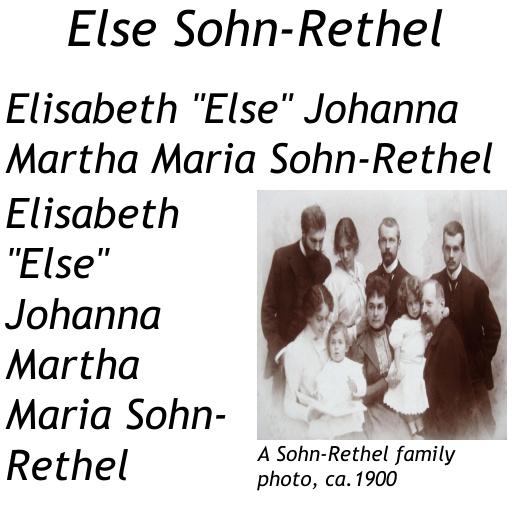 Else Sohn-Rethel
Elisabeth "Else" Johanna
Martha Maria Sohn-Rethel
Elisabeth
"Else"
Johanna
Martha
Maria Sohn-
Rethel
A Sohn-Rethel family
photo, ca.1900